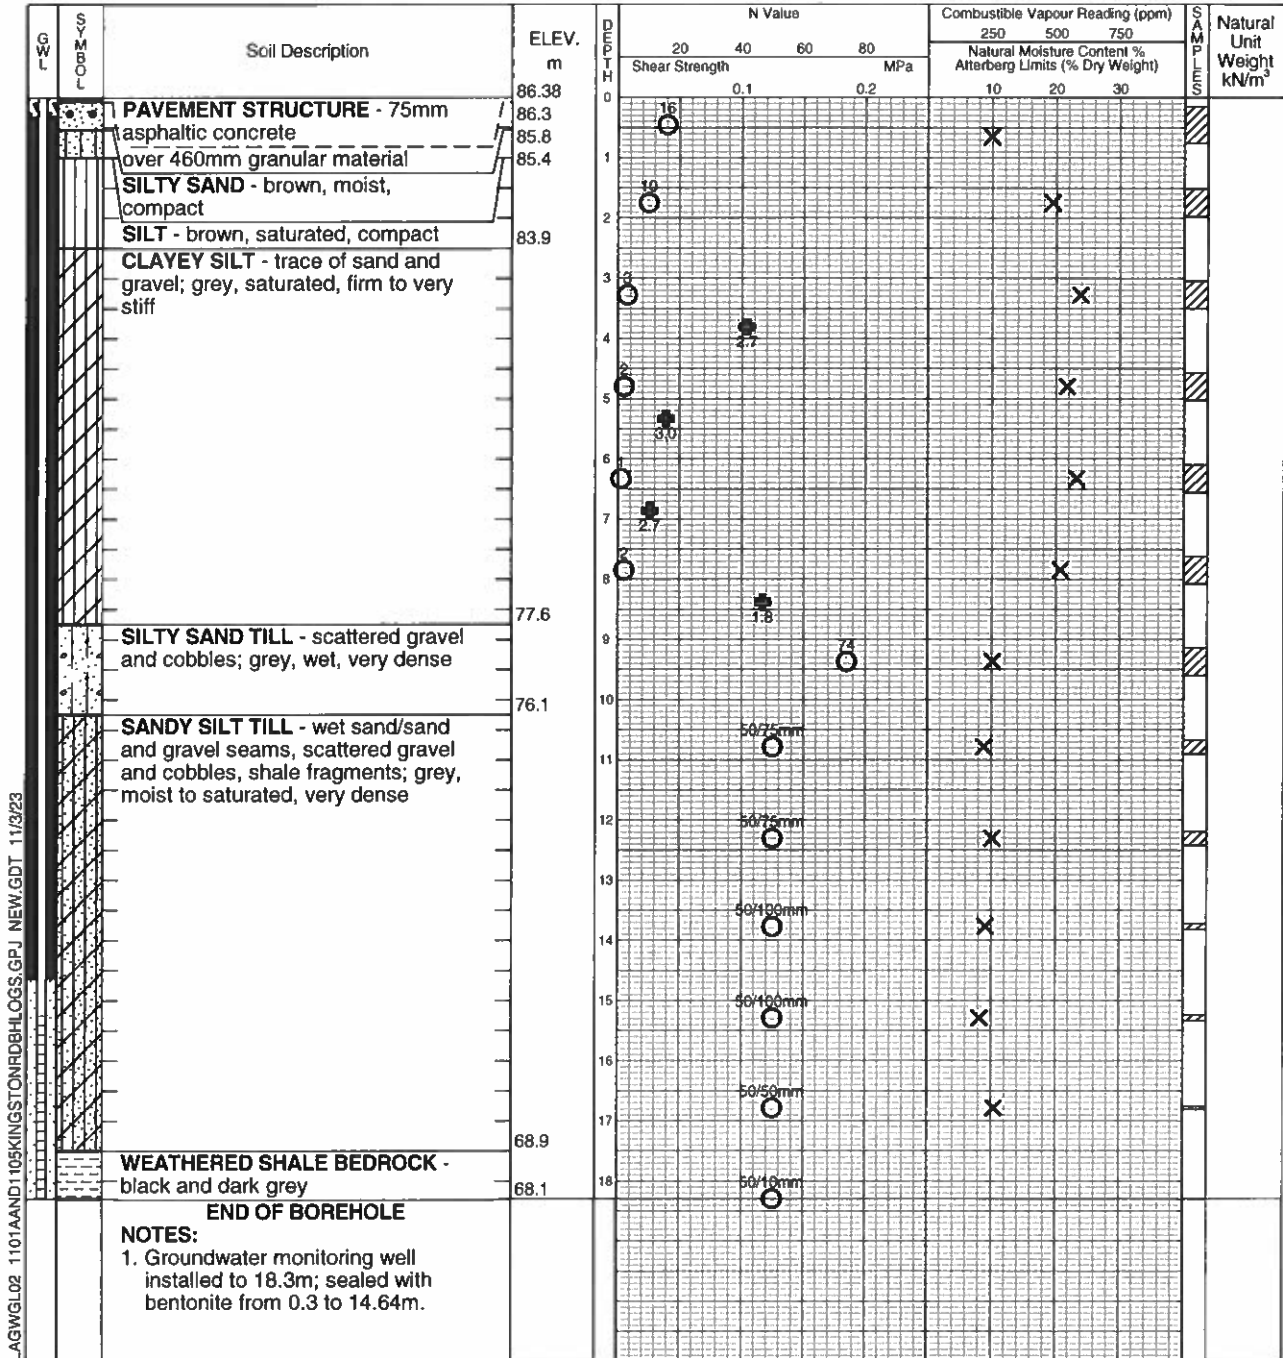 GWL
SYMBOL
Soil Description
ELEV.
m
DEPTH
N Value
20 40 60 80
Shear Strength MPa
0.1 0.2
Combustible Vapour Reading (ppm)
250 500 750
Natural Moisture Content %
Atterberg Limits (% Dry Weight)
10 20 30
SAMPLES
Natural
Unit
Weight
kN/m³
86.38
0
PAVEMENT STRUCTURE - 75mm
86.3
asphaltic concrete
85.8
over 460mm granular material
85.4
SILTY SAND - brown, moist,
compact
SILT - brown, saturated, compact
83.9
CLAYEY SILT - trace of sand and
gravel; grey, saturated, firm to very
stiff
77.6
SILTY SAND TILL - scattered gravel
and cobbles; grey, wet, very dense
76.1
SANDY SILT TILL - wet sand/sand
and gravel seams, scattered gravel
and cobbles, shale fragments; grey,
moist to saturated, very dense
68.9
WEATHERED SHALE BEDROCK -
black and dark grey
68.1
END OF BOREHOLE
NOTES:
1. Groundwater monitoring well
installed to 18.3m; sealed with
bentonite from 0.3 to 14.64m.
16
1
10
2
3
3
2.7
4
2
5
3.0
6
1
2.7
7
2
8
1.8
9
74
10
50/75mm
11
50/75mm
12
13
50/100mm
14
50/100mm
15
16
50/50mm
17
18
50/10mm
LAGWGL02 1101AAND1105KINGSTONRDBHLOGS.GPJ NEW.GDT 11/3/23